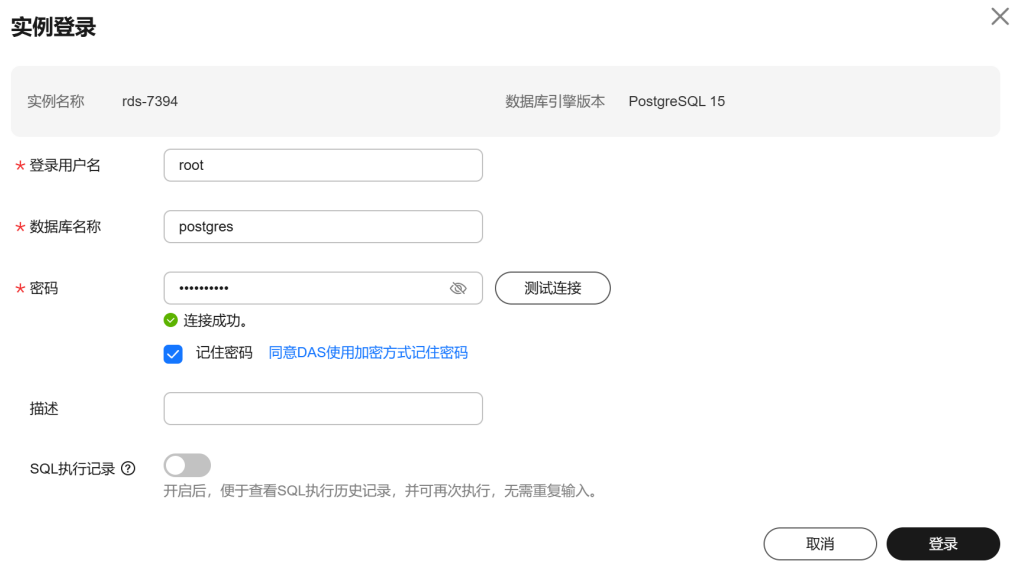 实例登录
实例名称 rds-7394 数据库引擎版本 PostgreSQL 15
* 登录用户名 root
* 数据库名称 postgres
* 密码 •••••••••• 测试连接
连接成功。
记住密码 同意DAS使用加密方式记住密码
描述
SQL执行记录 ?
开启后，便于查看SQL执行历史记录，并可再次执行，无需重复输入。
取消 登录